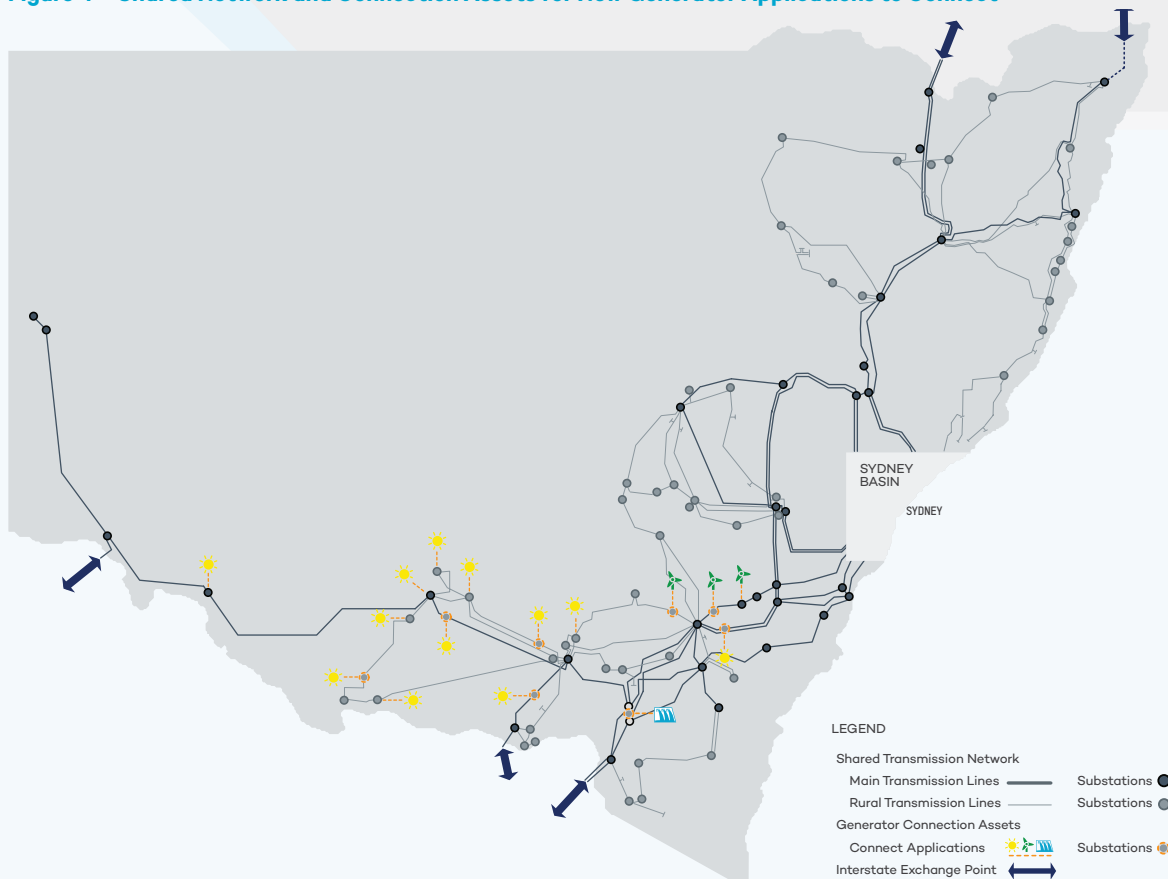 SYDNEY
BASIN
SYDNEY
LEGEND
Shared Transmission Network
Main Transmission Lines
Substations
Rural Transmission Lines
Substations
Generator Connection Assets
Connect Applications
Substations
Interstate Exchange Point